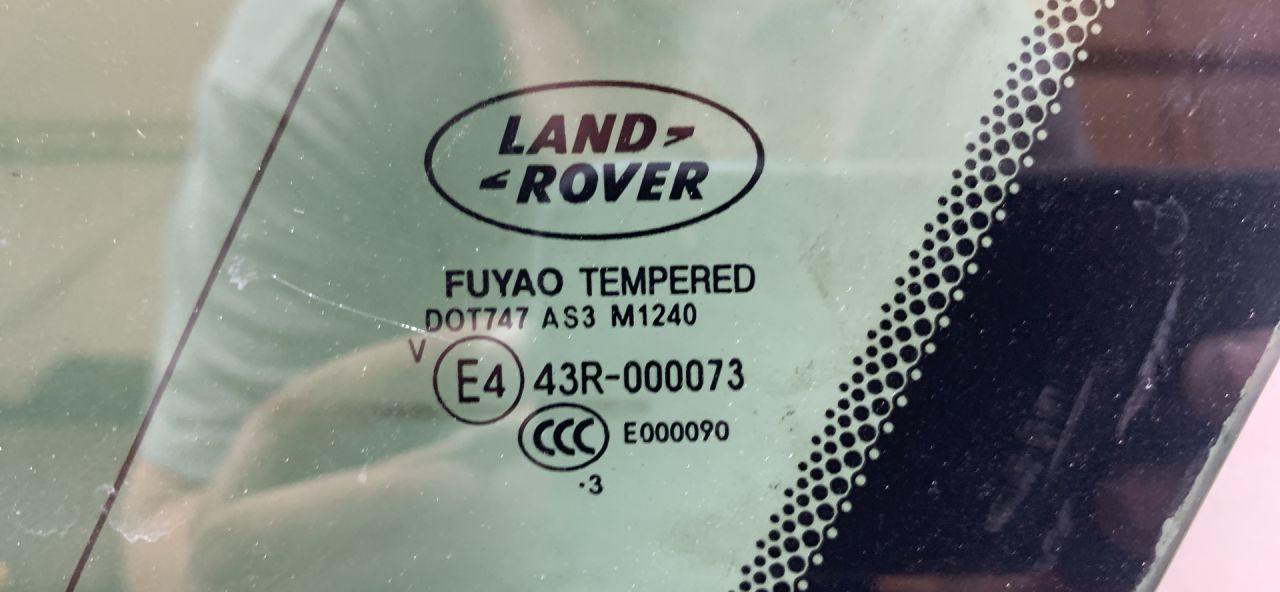 LAND
ROVER
FUYAO TEMPERED
DOT747 AS3 M1240
V E4 43R-000073
CCC E000090
·3